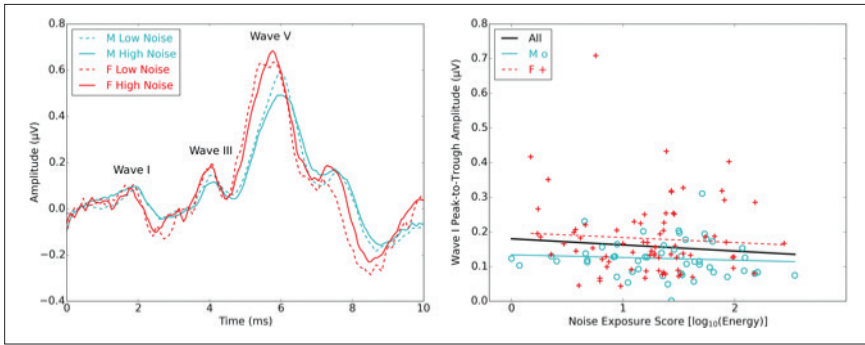 M Low Noise
M High Noise
F Low Noise
F High Noise
Wave V
Wave III
Wave I
Amplitude (μV)
0.8
0.6
0.4
0.2
0.0
−0.2
−0.4
0
2
4
6
8
10
Time (ms)
All
M o
F +
Wave I Peak-to-Trough Amplitude (μV)
0.8
0.7
0.6
0.5
0.4
0.3
0.2
0.1
0.0
0
1
2
Noise Exposure Score [log₁₀(Energy)]